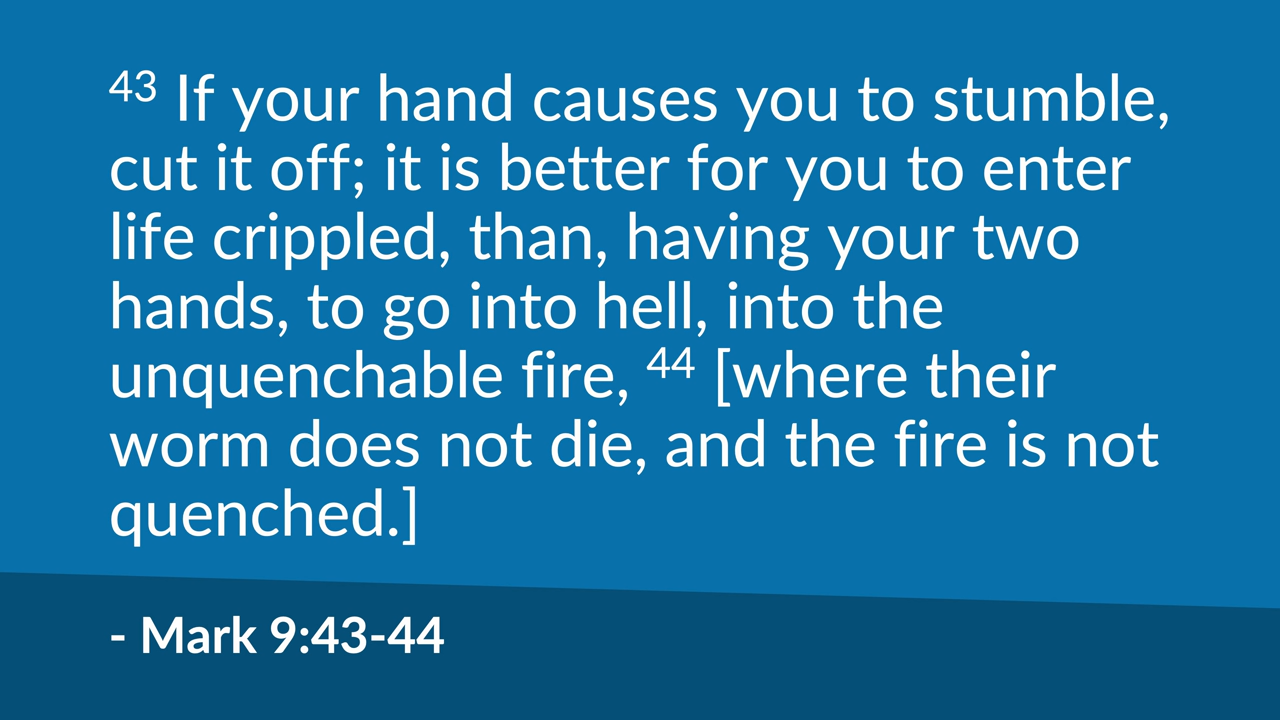 43 If your hand causes you to stumble,
cut it off; it is better for you to enter
life crippled, than, having your two
hands, to go into hell, into the
unquenchable fire, 44 [where their
worm does not die, and the fire is not
quenched.]
- Mark 9:43-44